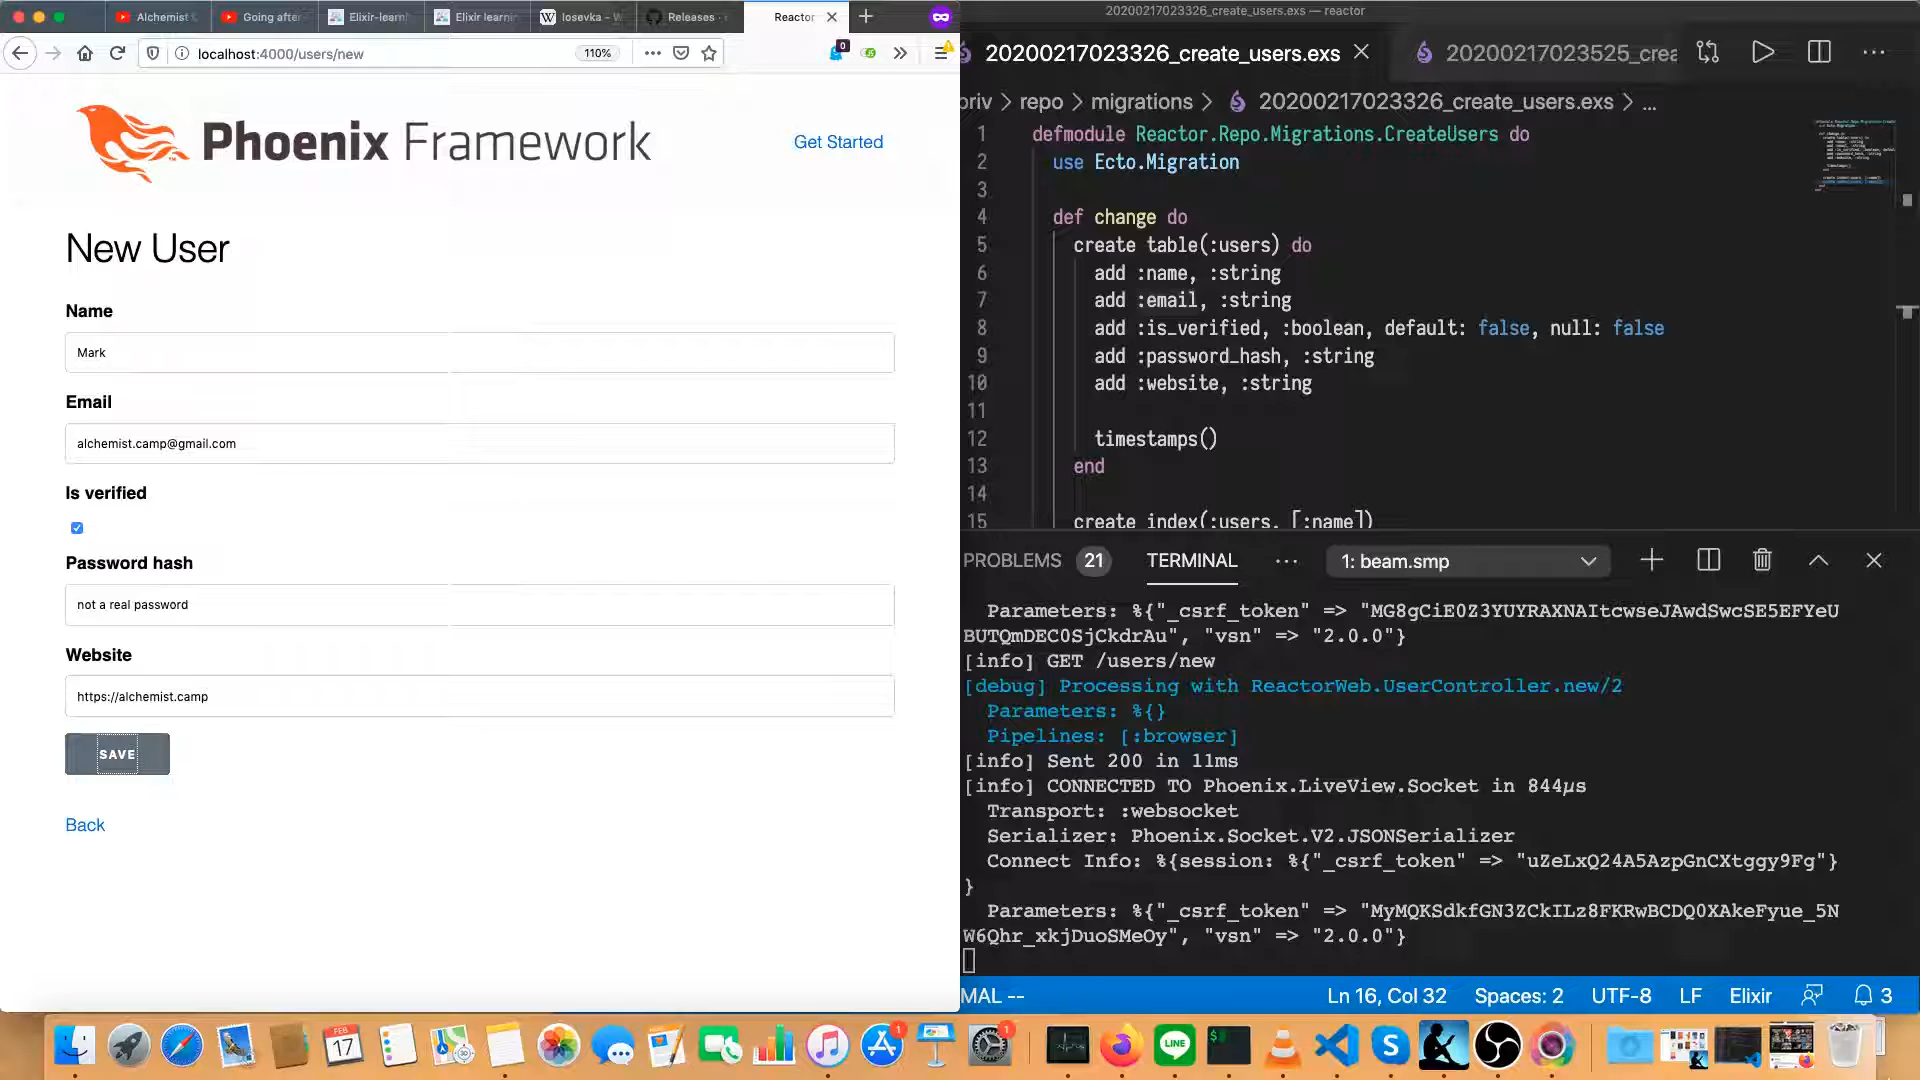 Alchemist
Going after
Elixir-learni
Elixir learnin
Iosevka - W
Releases ·
Reactor
localhost:4000/users/new
110%
0
Phoenix Framework
Get Started
New User
Name
Mark
Email
alchemist.camp@gmail.com
Is verified
Password hash
not a real password
Website
https://alchemist.camp
SAVE
Back
20200217023326_create_users.exs — reactor
20200217023326_create_users.exs
20200217023525_crea
priv > repo > migrations > 20200217023326_create_users.exs > ...
1 defmodule Reactor.Repo.Migrations.CreateUsers do
2 use Ecto.Migration
3
4 def change do
5 create table(:users) do
6 add :name, :string
7 add :email, :string
8 add :is_verified, :boolean, default: false, null: false
9 add :password_hash, :string
10 add :website, :string
11
12 timestamps()
13 end
14
15 create index(:users, [:name])
PROBLEMS 21 TERMINAL ... 1: beam.smp
Parameters: %{"_csrf_token" => "MG8gCiE0Z3YUYRAXNAItcwseJAwdSwcSE5EFYeU
BUTQmDEC0SjCkdrAu", "vsn" => "2.0.0"}
[info] GET /users/new
[debug] Processing with ReactorWeb.UserController.new/2
Parameters: %{}
Pipelines: [:browser]
[info] Sent 200 in 11ms
[info] CONNECTED TO Phoenix.LiveView.Socket in 844µs
Transport: :websocket
Serializer: Phoenix.Socket.V2.JSONSerializer
Connect Info: %{session: %{"_csrf_token" => "uZeLxQ24A5AzpGnCXtggy9Fg"}
}
Parameters: %{"_csrf_token" => "MyMQKSdkfGN3ZCkILz8FKRwBCDQ0XAkeFyue_5N
W6Qhr_xkjDuoSMeOy", "vsn" => "2.0.0"}
MAL --
Ln 16, Col 32
Spaces: 2
UTF-8
LF
Elixir
3
FEB
17
1
1
LINE